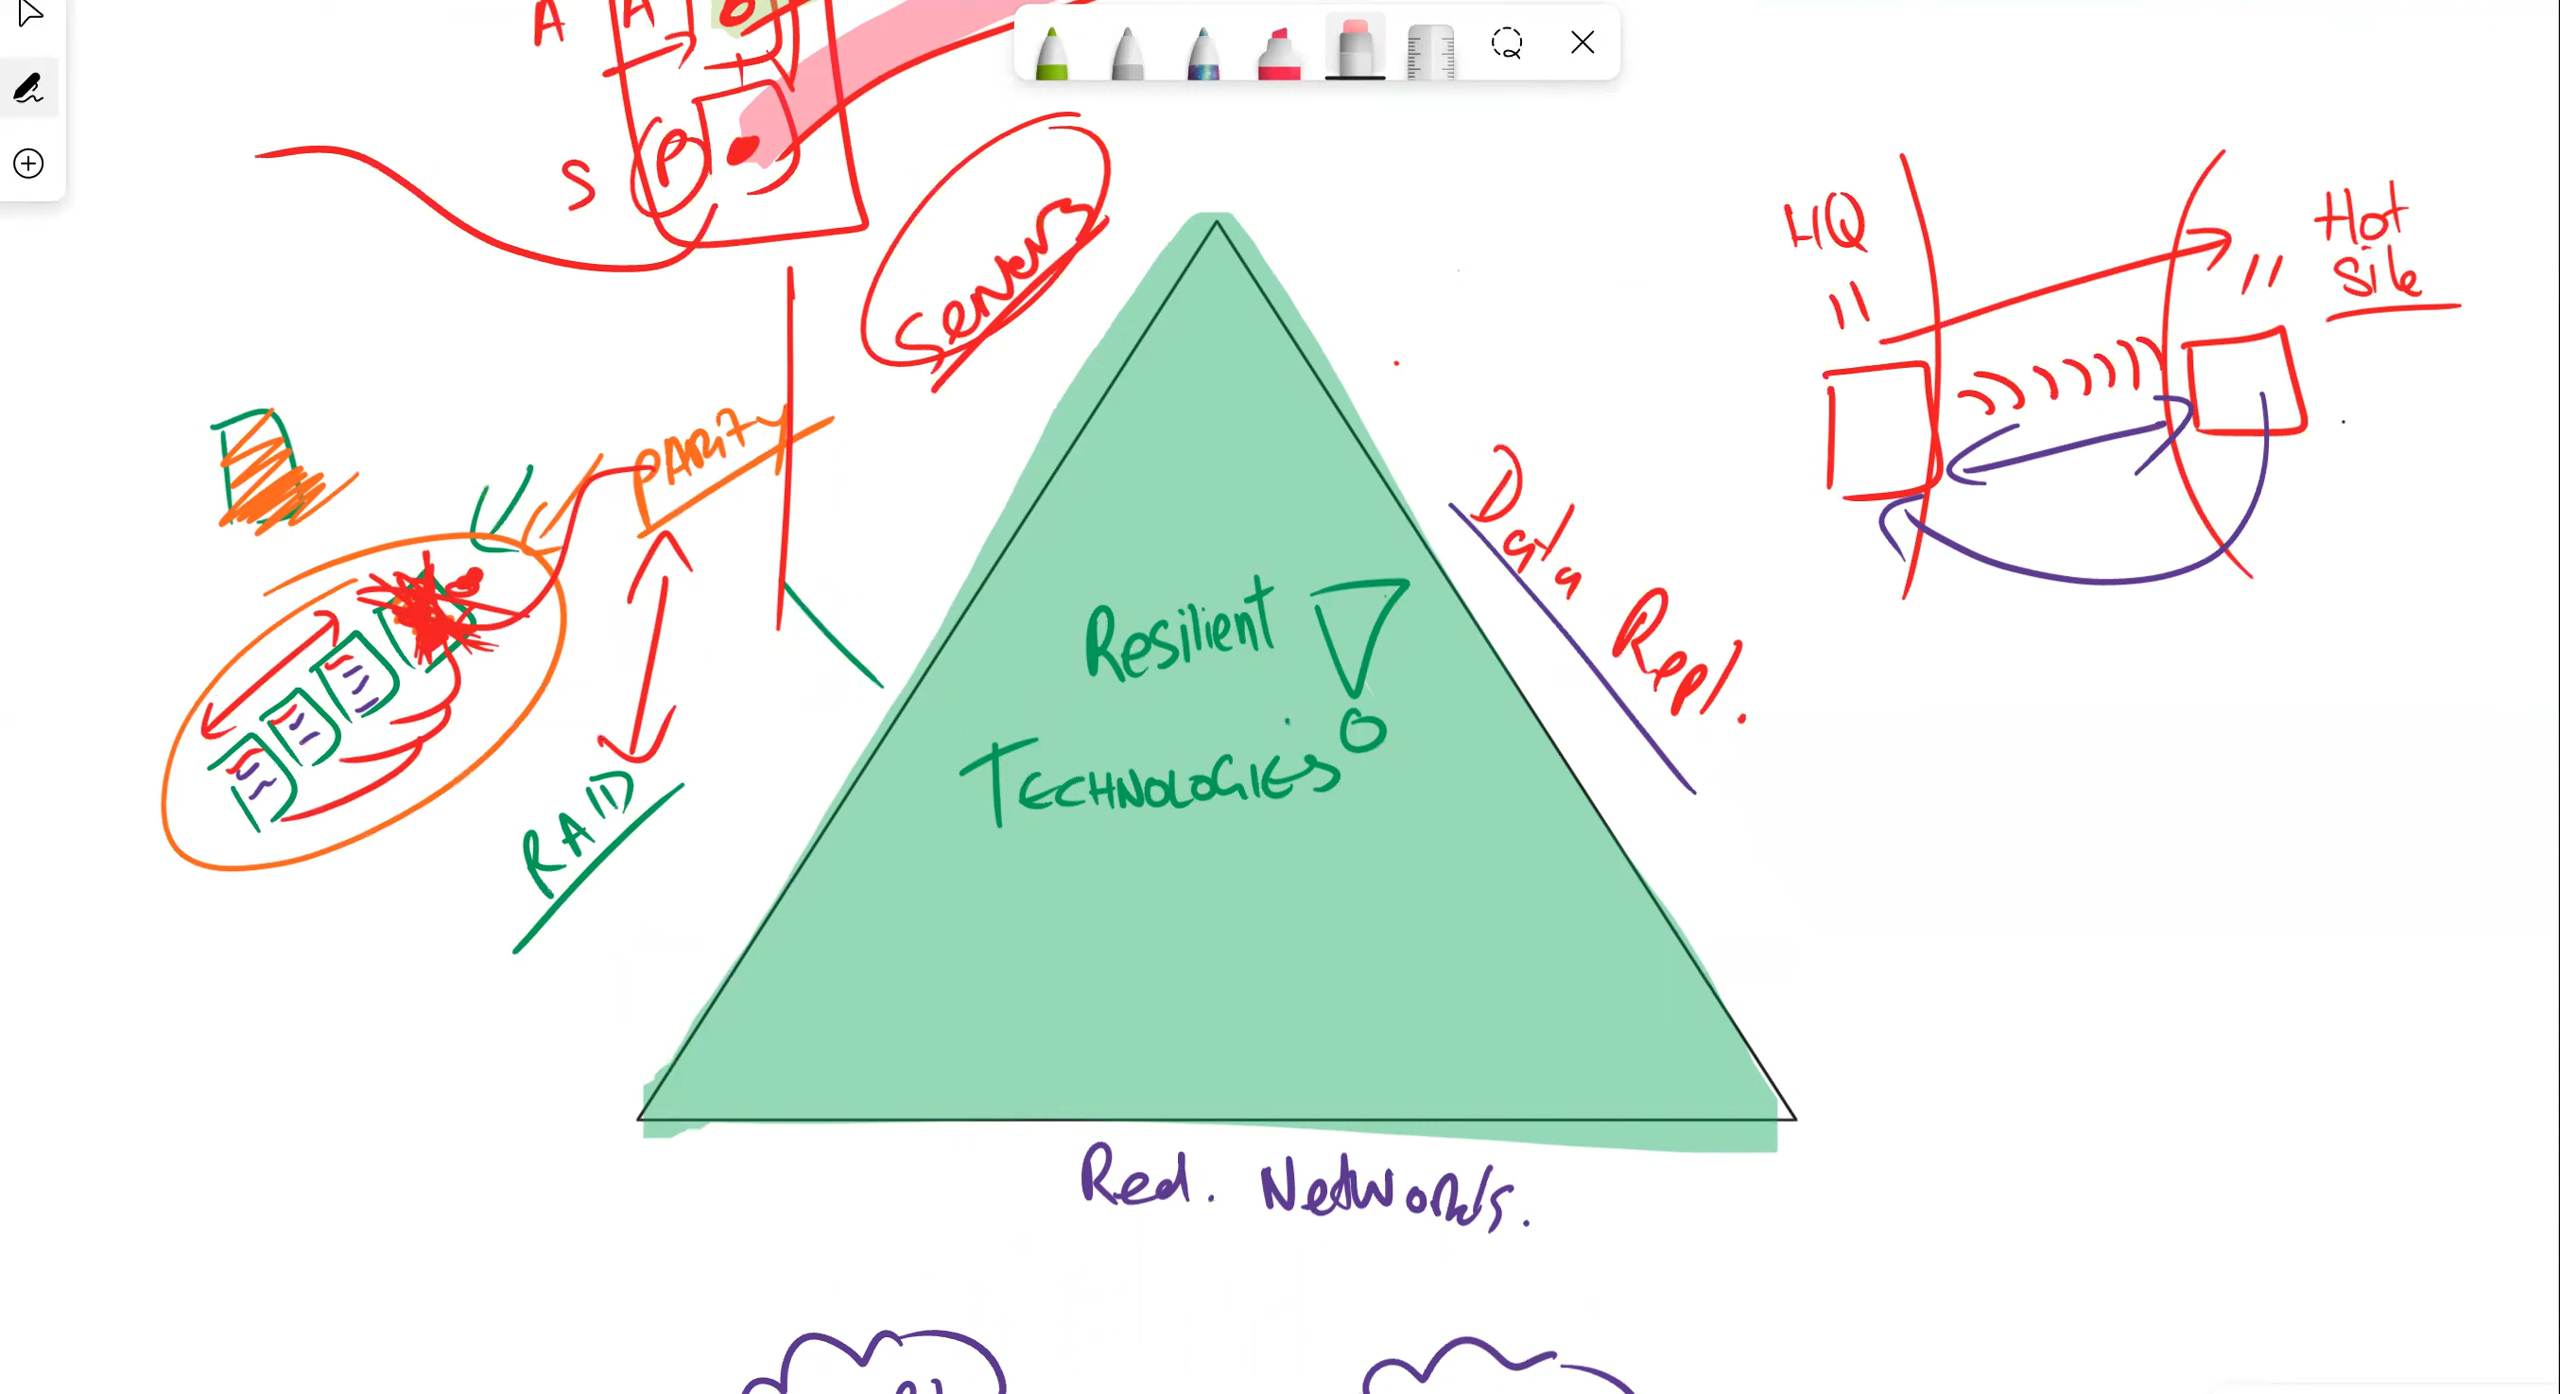 A
A
S
P
Servers
HQ
Hot
Site
PARITY
Data Repl.
RAID
Resilient
TECHNOLOGIES
Red. Networks.